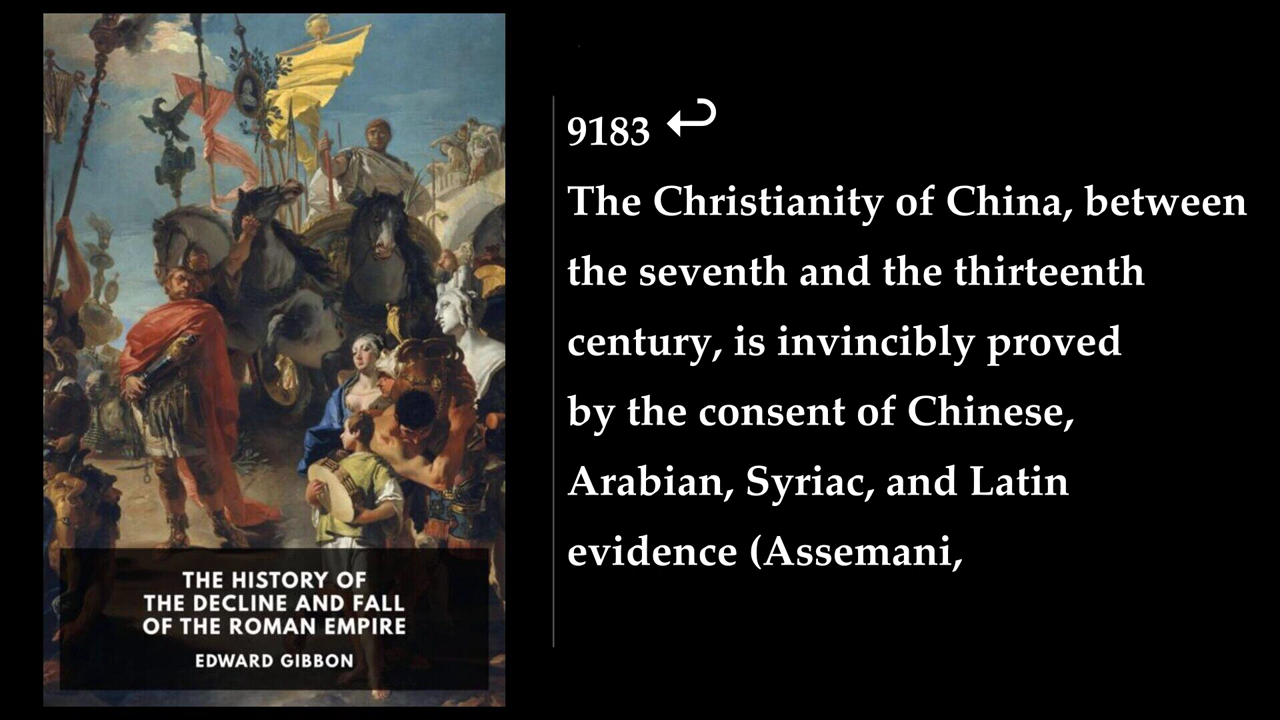 THE HISTORY OF
THE DECLINE AND FALL
OF THE ROMAN EMPIRE
EDWARD GIBBON
9183 ↩
The Christianity of China, between
the seventh and the thirteenth
century, is invincibly proved
by the consent of Chinese,
Arabian, Syriac, and Latin
evidence (Assemani,